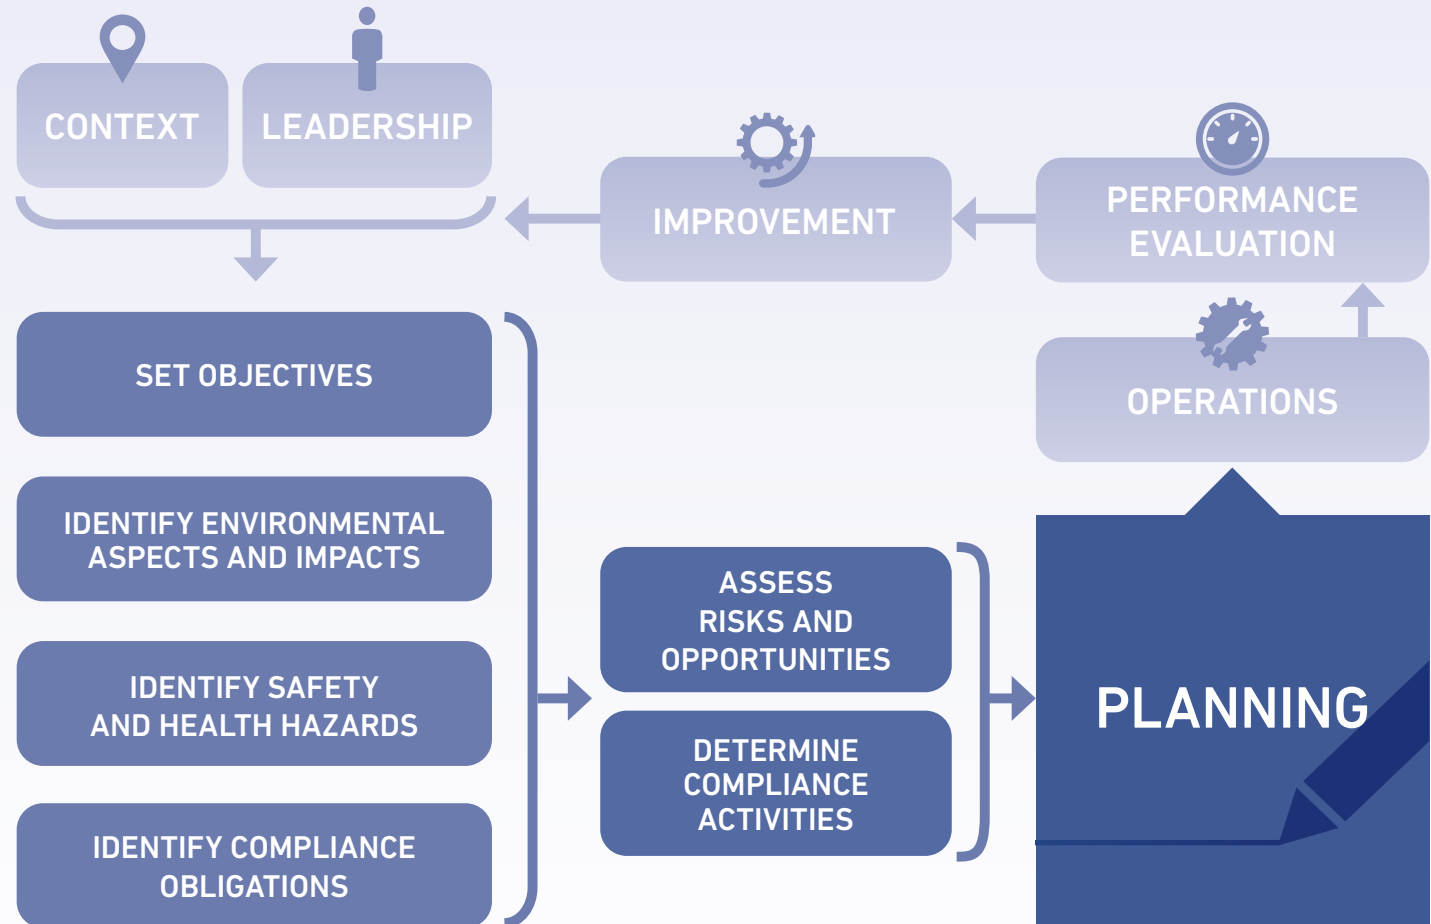 CONTEXT
LEADERSHIP
IMPROVEMENT
PERFORMANCE
EVALUATION
OPERATIONS
SET OBJECTIVES
IDENTIFY ENVIRONMENTAL
ASPECTS AND IMPACTS
IDENTIFY SAFETY
AND HEALTH HAZARDS
IDENTIFY COMPLIANCE
OBLIGATIONS
ASSESS
RISKS AND
OPPORTUNITIES
DETERMINE
COMPLIANCE
ACTIVITIES
PLANNING